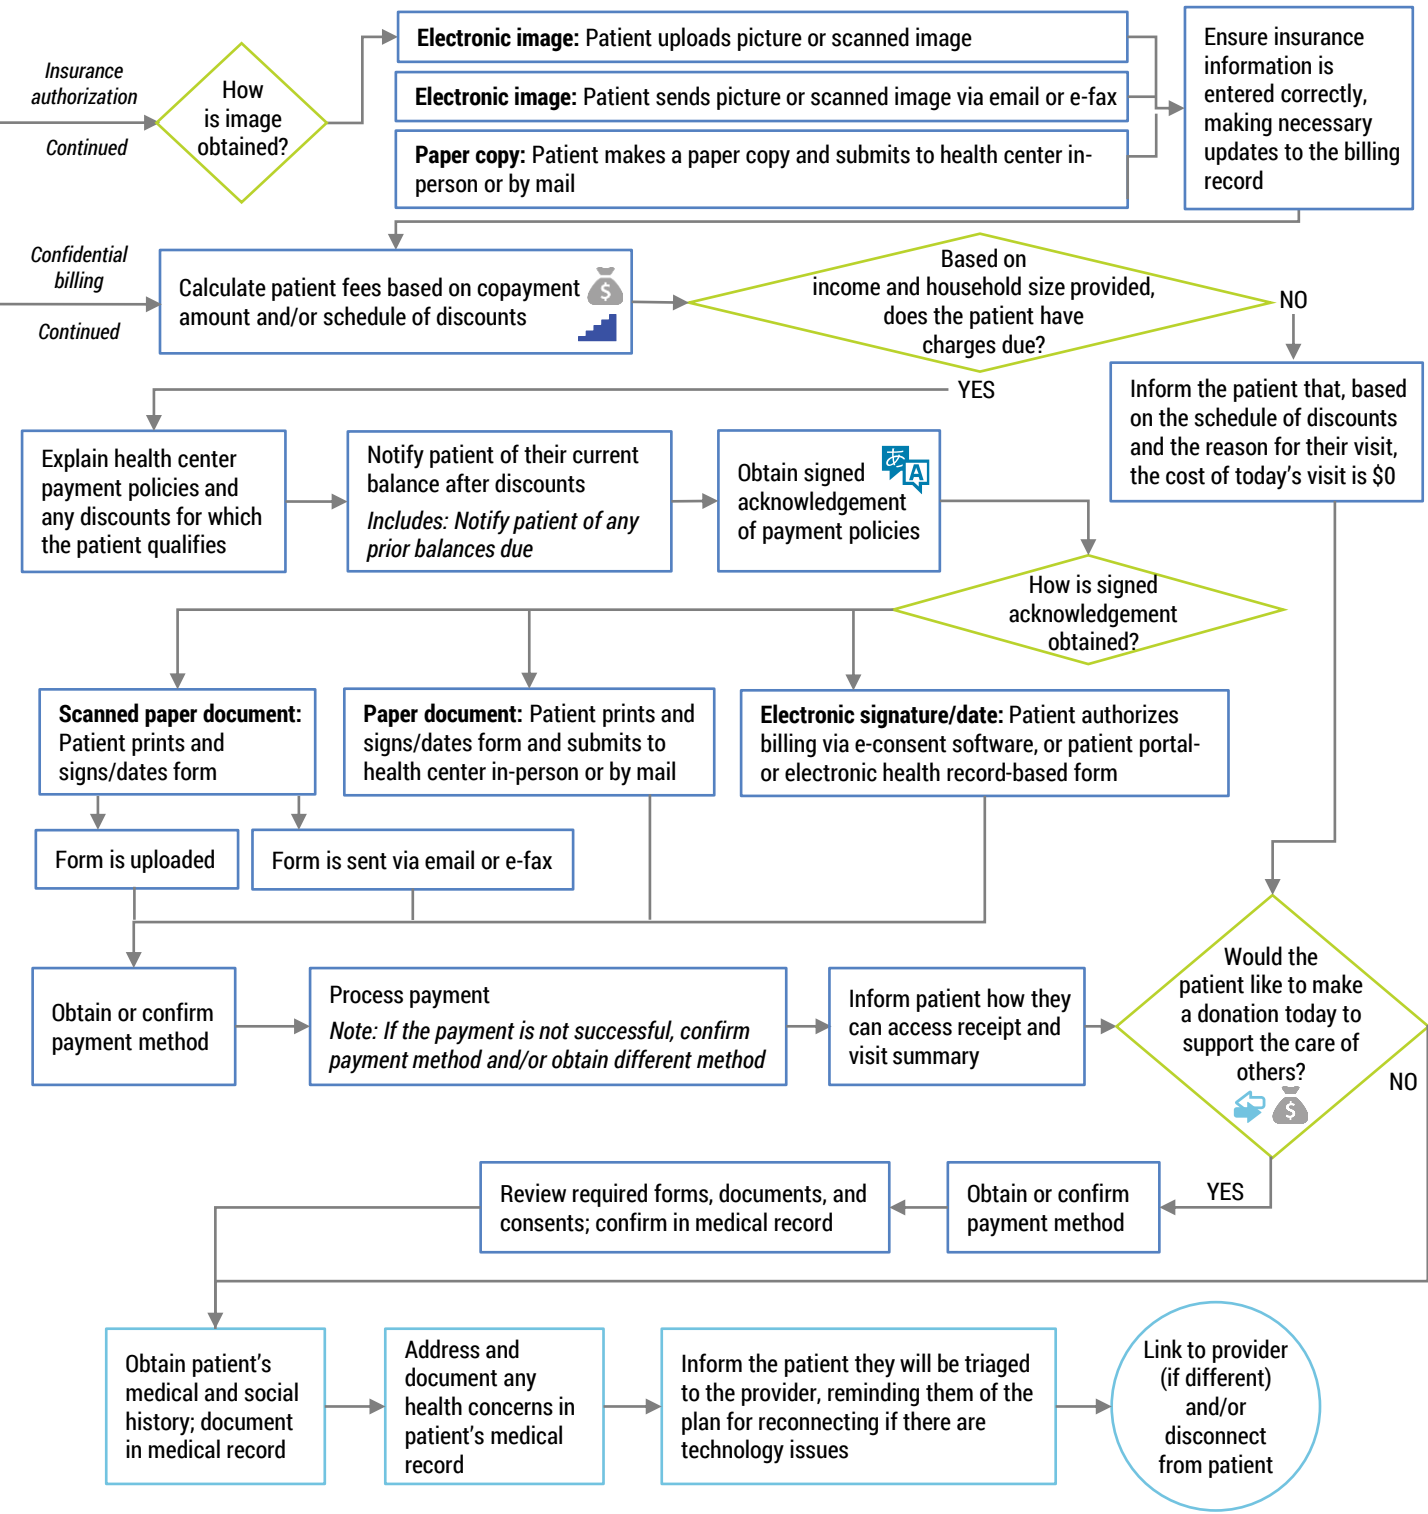 Insurance
authorization
Continued
How
is image
obtained?
Electronic image: Patient uploads picture or scanned image
Electronic image: Patient sends picture or scanned image via email or e-fax
Paper copy: Patient makes a paper copy and submits to health center in-
person or by mail
Ensure insurance
information is
entered correctly,
making necessary
updates to the billing
record
Confidential
billing
Continued
Calculate patient fees based on copayment
amount and/or schedule of discounts
$
Based on
income and household size provided,
does the patient have
charges due?
NO
YES
Inform the patient that, based
on the schedule of discounts
and the reason for their visit,
the cost of today's visit is $0
Explain health center
payment policies and
any discounts for which
the patient qualifies
Notify patient of their current
balance after discounts
Includes: Notify patient of any
prior balances due
Obtain signed
acknowledgement
of payment policies
あ
A
How is signed
acknowledgement
obtained?
Scanned paper document:
Patient prints and
signs/dates form
Paper document: Patient prints and
signs/dates form and submits to
health center in-person or by mail
Electronic signature/date: Patient authorizes
billing via e-consent software, or patient portal-
or electronic health record-based form
Form is uploaded
Form is sent via email or e-fax
Obtain or confirm
payment method
Process payment
Note: If the payment is not successful, confirm
payment method and/or obtain different method
Inform patient how they
can access receipt and
visit summary
Would the
patient like to make
a donation today to
support the care of
others?
$
NO
YES
Obtain or confirm
payment method
Review required forms, documents, and
consents; confirm in medical record
Obtain patient's
medical and social
history; document
in medical record
Address and
document any
health concerns in
patient's medical
record
Inform the patient they will be triaged
to the provider, reminding them of the
plan for reconnecting if there are
technology issues
Link to provider
(if different)
and/or
disconnect
from patient